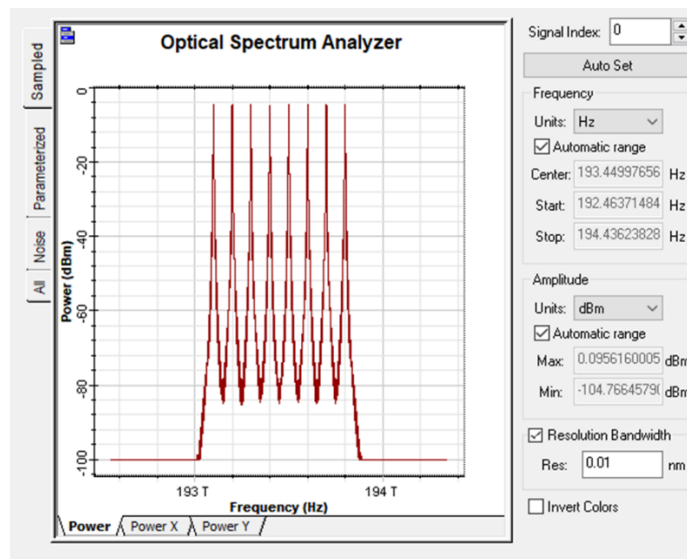 Sampled
Parameterized
Noise
All
Optical Spectrum Analyzer
Power (dBm)
0
-20
-40
-60
-80
-100
193 T
194 T
Frequency (Hz)
Power
Power X
Power Y
Signal Index: 0
Auto Set
Frequency
Units: Hz
Automatic range
Center: 193.44997656 Hz
Start: 192.46371484 Hz
Stop: 194.43623828 Hz
Amplitude
Units: dBm
Automatic range
Max: 0.0956160005 dBm
Min: -104.76645790 dBm
Resolution Bandwidth
Res: 0.01 nm
Invert Colors